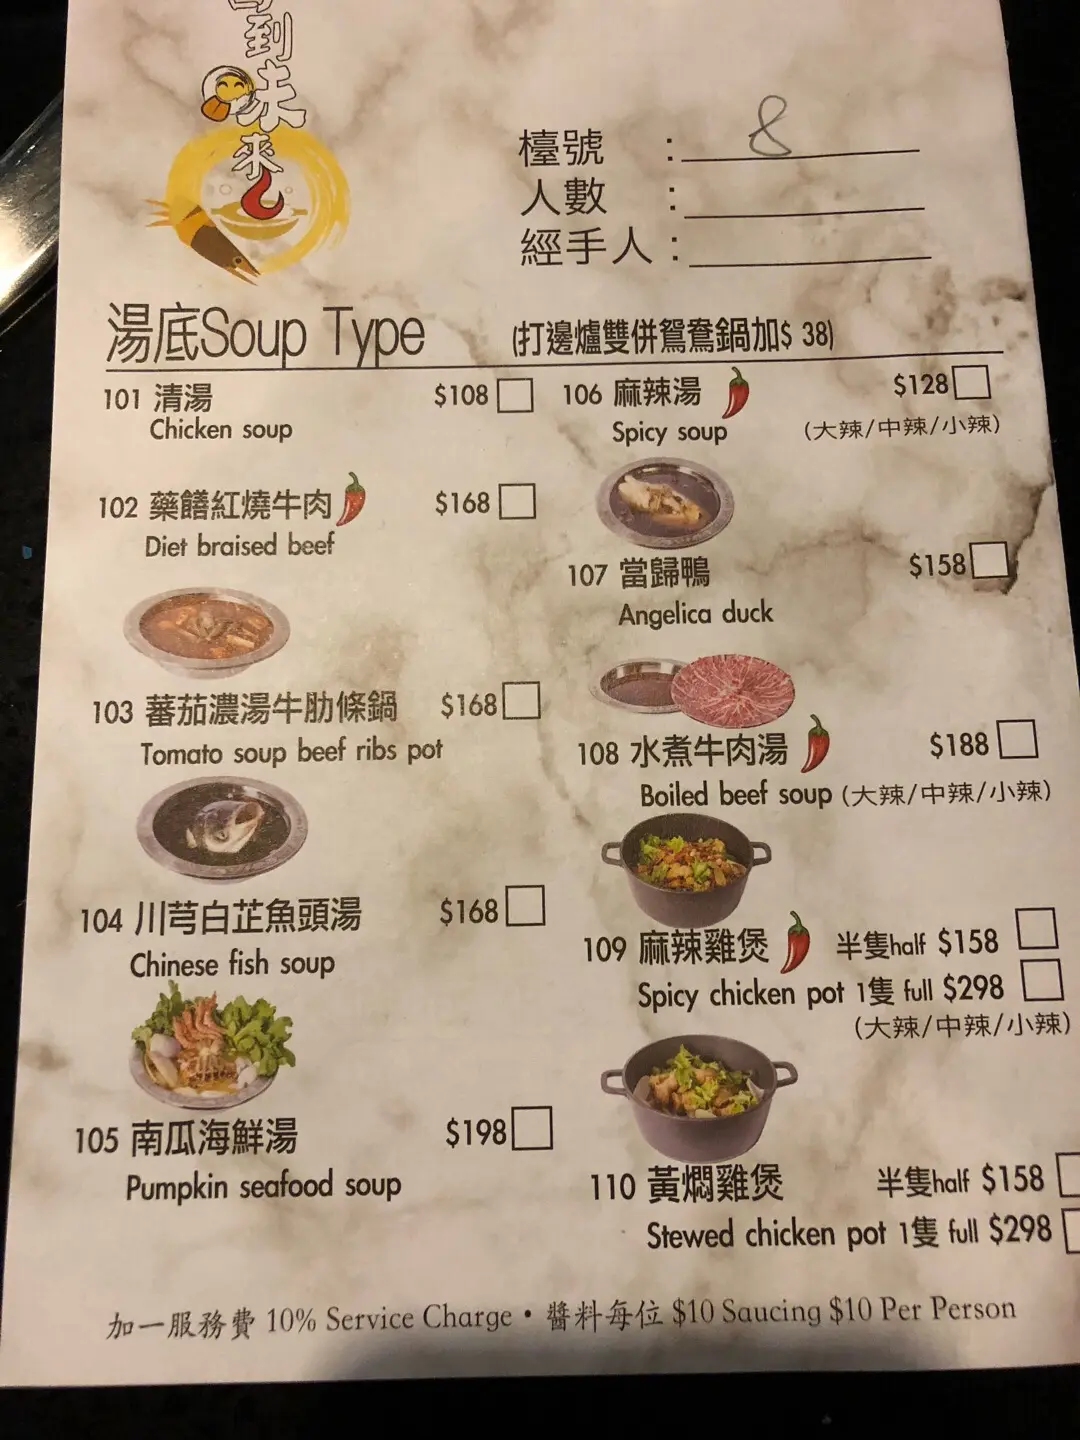 到味來
檯號 : 8
人數 :
經手人 :
湯底Soup Type (打邊爐雙併鴛鴦鍋加$ 38)
101 清湯 $108
Chicken soup
102 藥饍紅燒牛肉 $168
Diet braised beef
103 蕃茄濃湯牛肋條鍋 $168
Tomato soup beef ribs pot
104 川芎白芷魚頭湯 $168
Chinese fish soup
105 南瓜海鮮湯 $198
Pumpkin seafood soup
106 麻辣湯 $128
Spicy soup (大辣/中辣/小辣)
107 當歸鴨 $158
Angelica duck
108 水煮牛肉湯 $188
Boiled beef soup (大辣/中辣/小辣)
109 麻辣雞煲 半隻half $158
Spicy chicken pot 1隻 full $298
(大辣/中辣/小辣)
110 黃燜雞煲 半隻half $158
Stewed chicken pot 1隻 full $298
加一服務費 10% Service Charge • 醬料每位 $10 Saucing $10 Per Person